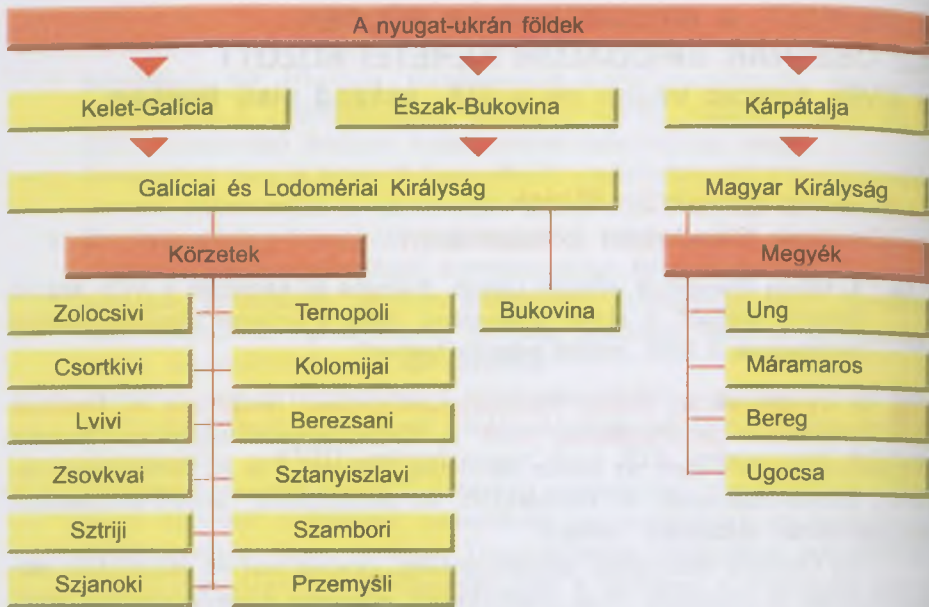 A nyugat-ukrán földek
Kelet-Galícia
Észak-Bukovina
Kárpátalja
Galíciai és Lodomériai Királyság
Magyar Királyság
Körzetek
Megyék
Zolocsivi
Ternopoli
Bukovina
Ung
Csortkivi
Kolomijai
Máramaros
Lvivi
Berezsani
Bereg
Zsovkvai
Sztanyiszlavi
Ugocsa
Sztriji
Szambori
Szjanoki
Przemyśli